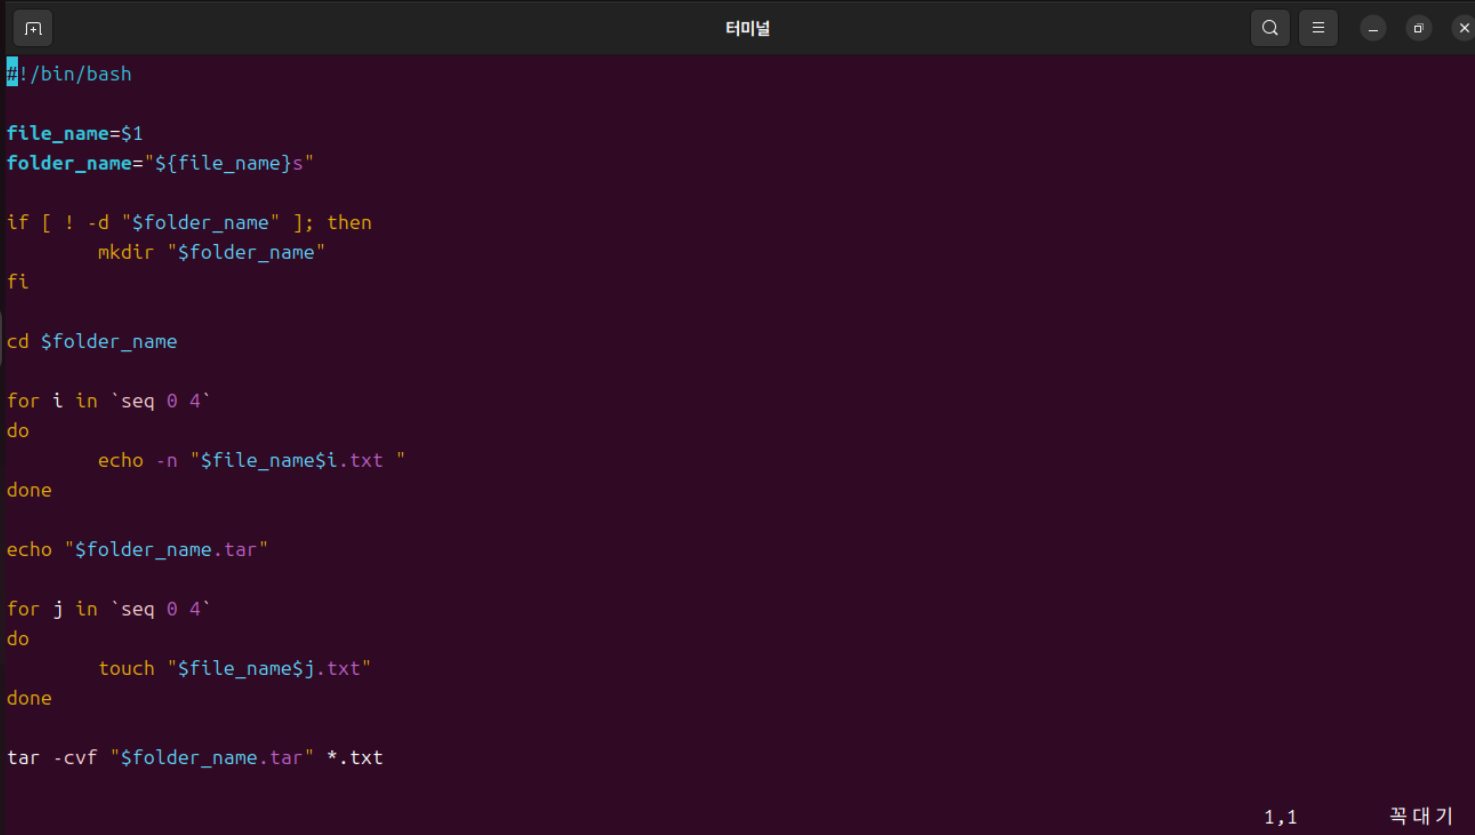 터미널
#!/bin/bash
file_name=$1
folder_name="${file_name}s"
if [ ! -d "$folder_name" ]; then
        mkdir "$folder_name"
fi
cd $folder_name
for i in `seq 0 4`
do
        echo -n "$file_name$i.txt "
done
echo "$folder_name.tar"
for j in `seq 0 4`
do
        touch "$file_name$j.txt"
done
tar -cvf "$folder_name.tar" *.txt
1,1 꼭대기